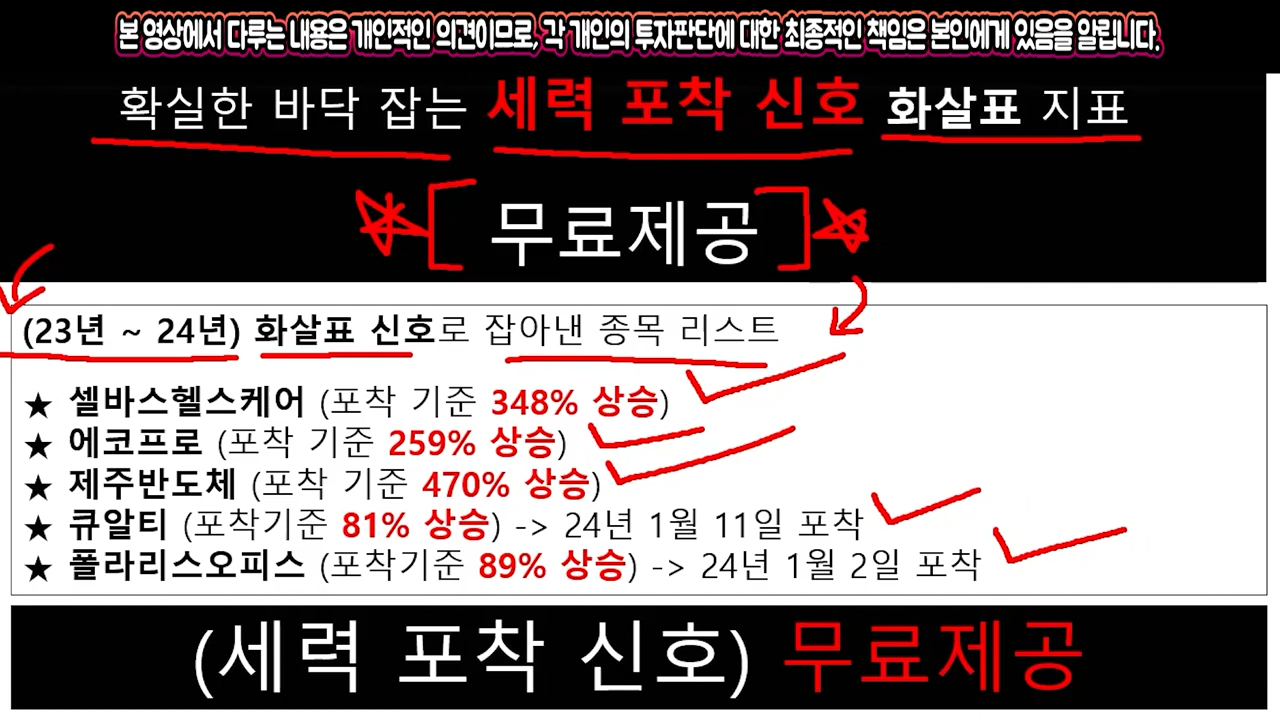 본 영상에서 다루는 내용은 개인적인 의견이므로, 각 개인의 투자판단에 대한 최종적인 책임은 본인에게 있음을 알립니다.
확실한 바닥 잡는 세력 포착 신호 화살표 지표
[ 무료제공 ]
(23년 ~ 24년) 화살표 신호로 잡아낸 종목 리스트
★ 셀바스헬스케어 (포착 기준 348% 상승)
★ 에코프로 (포착 기준 259% 상승)
★ 제주반도체 (포착 기준 470% 상승)
★ 큐알티 (포착기준 81% 상승) -> 24년 1월 11일 포착
★ 폴라리스오피스 (포착기준 89% 상승) -> 24년 1월 2일 포착
(세력 포착 신호) 무료제공